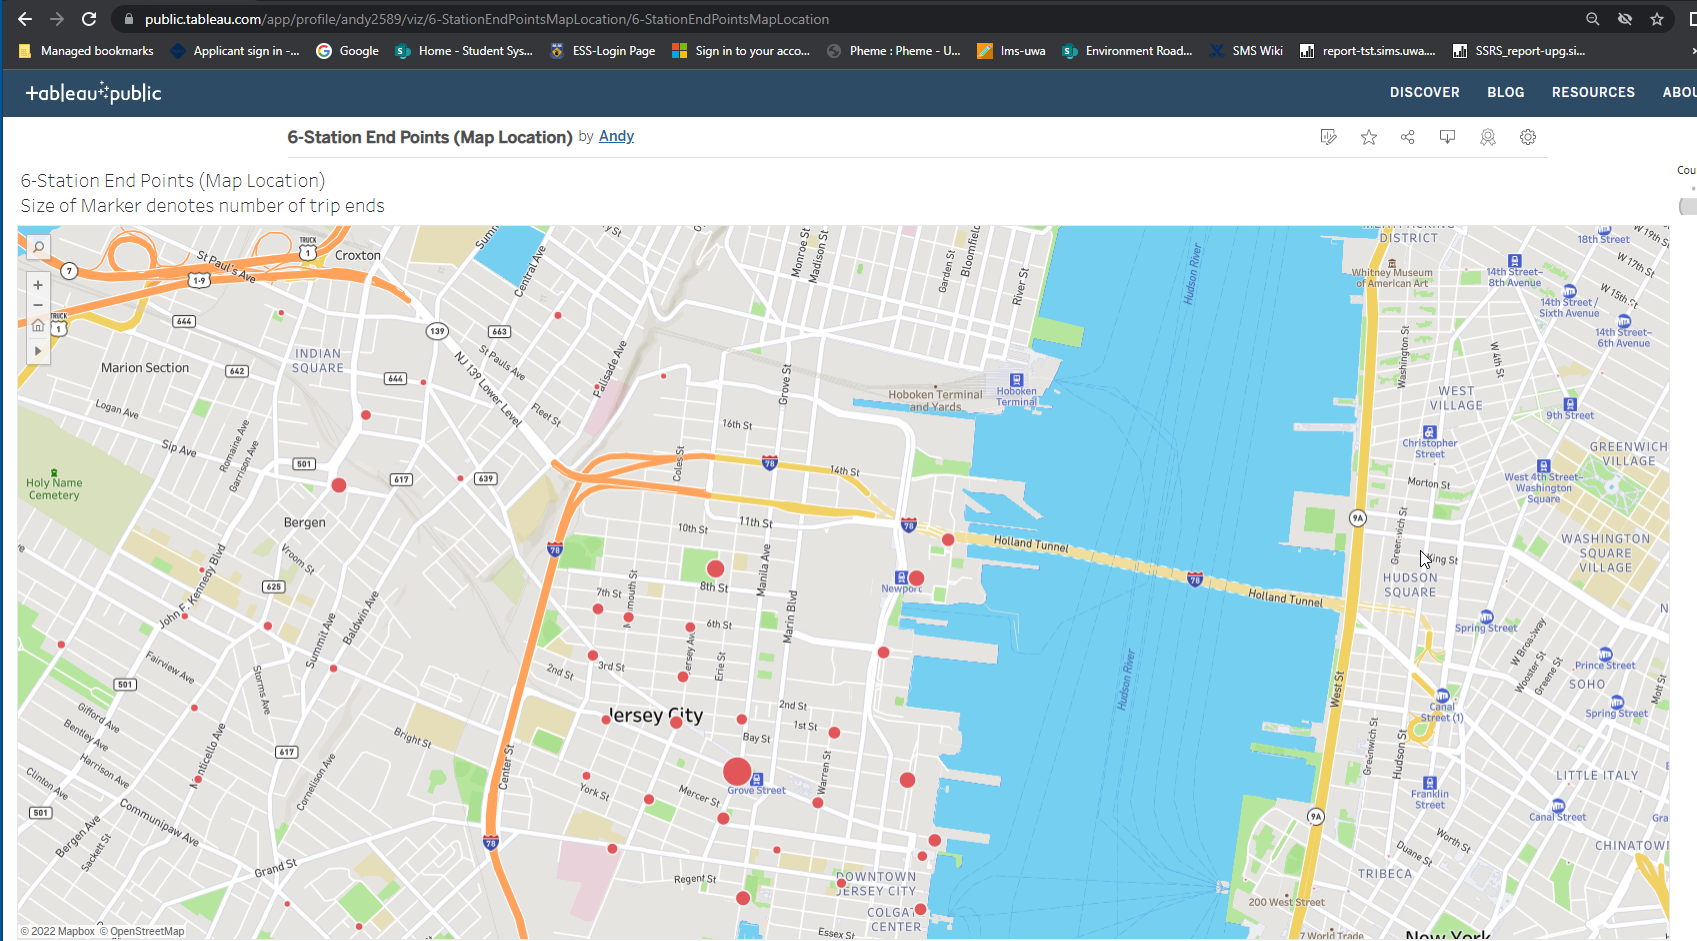 public.tableau.com/app/profile/andy2589/viz/6-StationEndPointsMapLocation/6-StationEndPointsMapLocation
Managed bookmarks
Applicant sign in -...
Google
Home - Student Sys...
ESS-Login Page
Sign in to your acco...
Pheme : Pheme - U...
lms-uwa
Environment Road...
SMS Wiki
report-tst.sims.uwa....
SSRS_report-upg.si...
+ableau public
DISCOVER
BLOG
RESOURCES
ABOU
6-Station End Points (Map Location) by Andy
6-Station End Points (Map Location)
Size of Marker denotes number of trip ends
Cou
7
St Paul's Ave
1-9
TRUCK
1
Croxton
Summ
Central Ave
Monroe St
Madison St
Garden St
Bloomfield
River St
Hudson River
DISTRICT
18th Street
W 19th S
W 17th St
Whitney Museum
of American Art
14th Street-
8th Avenue
W 15th St
14th Street /
Sixth Avenue
14th Street-
6th Avenue
TRUCK
1
644
139
663
INDIAN
SQUARE
St Pauls Ave
Palisade Ave
Marion Section
642
644
NJ 139 Lower Level
Fleet St
Grove St
Hoboken Terminal
and Yards
Hoboken
Terminal
Washington St
W 4th St
WEST
VILLAGE
9th Street
Logan Ave
Sip Ave
Romaine Ave
Garrison Ave
16th St
Coles St
78
14th St
Christopher
Street
GREENWICH
VILLAGE
501
617
639
Holy Name
Cemetery
West 4th Street-
Washington
Square
Morton St
Bergen
10th St
11th St
78
9A
Greenwich St
78
Holland Tunnel
78
Holland Tunnel
King St
WASHINGTON
SQUARE
VILLAGE
HUDSON
SQUARE
Vroom St
John F. Kennedy Blvd
625
Baldwin Ave
Summit Ave
7th St
8th St
Manila Ave
Marin Blvd
Newport
6th St
Spring Street
W Broadway
Wooster St
Greene St
Prince Street
SOHO
Mott St
Spring Street
Fairview Ave
501
Storms Ave
2nd St
3rd St
Erie St
Hudson River
West St
Canal
Street (1)
Jersey City
2nd St
1st St
Bay St
Gifford Ave
Bentley Ave
Harrison Ave
Clinton Ave
617
Bright St
Center St
Cornelison Ave
Warren St
Greenwich St
Hudson St
LITTLE ITALY
501
Communipaw Ave
Bergen Ave
Sackett St
York St
Mercer St
Grove Street
Franklin
Street
Canal Street
Gra
78
9A
Worth St
Duane St
CHINATOWN
Grand St
Regent St
DOWNTOWN
JERSEY CITY
TRIBECA
COLGAT
CENTER
200 West Street
Essex St
7 World Trade
New York
© 2022 Mapbox © OpenStreetMap